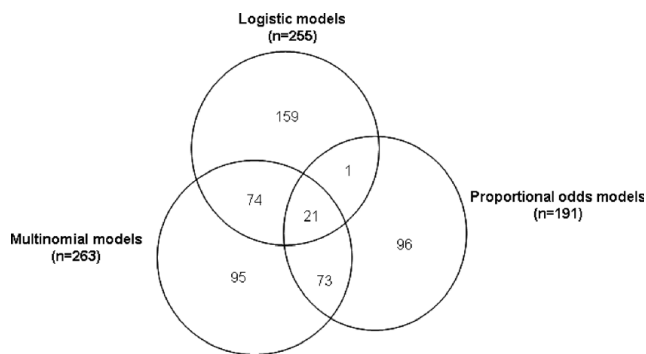 Logistic models
(n=255)
159
1
74
21
Proportional odds models
(n=191)
Multinomial models
(n=263)
96
95
73